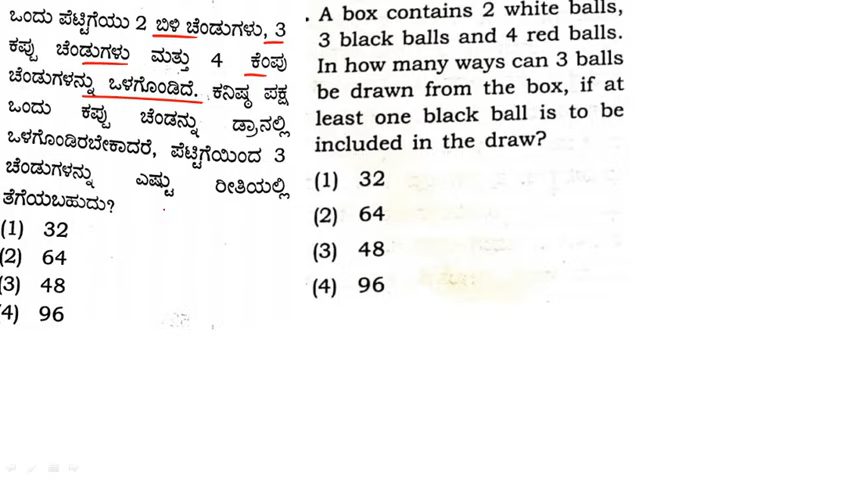 ಒಂದು ಪೆಟ್ಟಿಗೆಯು 2 ಬಿಳಿ ಚೆಂಡುಗಳು, 3
ಕಪ್ಪು ಚೆಂಡುಗಳು ಮತ್ತು 4 ಕೆಂಪು
ಚೆಂಡುಗಳನ್ನು ಒಳಗೊಂಡಿದೆ. ಕನಿಷ್ಠ ಪಕ್ಷ
ಒಂದು ಕಪ್ಪು ಚೆಂಡನ್ನು ಡ್ರಾನಲ್ಲಿ
ಒಳಗೊಂಡಿರಬೇಕಾದರೆ, ಪೆಟ್ಟಿಗೆಯಿಂದ 3
ಚೆಂಡುಗಳನ್ನು ಎಷ್ಟು ರೀತಿಯಲ್ಲಿ
ತೆಗೆಯಬಹುದು?
(1) 32
(2) 64
(3) 48
(4) 96
. A box contains 2 white balls,
3 black balls and 4 red balls.
In how many ways can 3 balls
be drawn from the box, if at
least one black ball is to be
included in the draw?
(1) 32
(2) 64
(3) 48
(4) 96